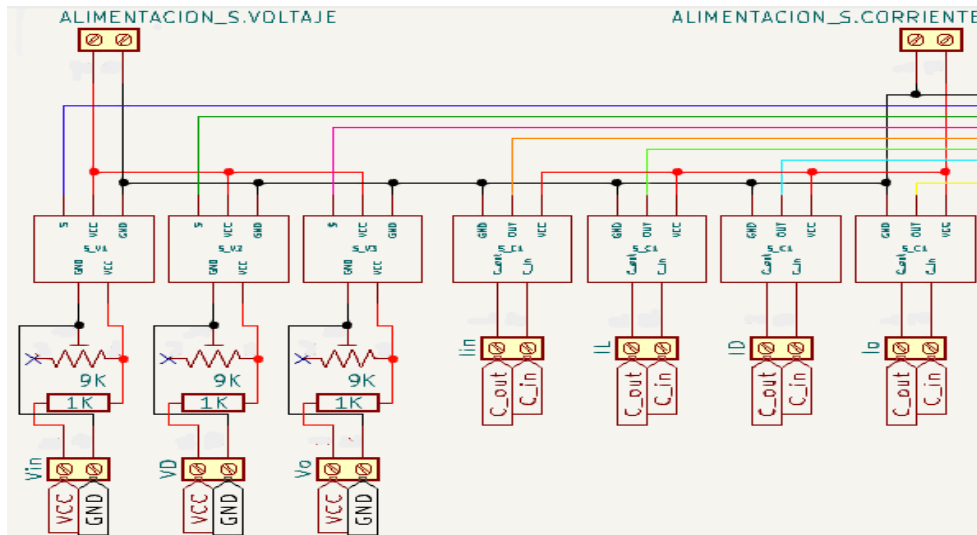 ALIMENTACION_S.VOLTAJE ALIMENTACION_S.CORRIENTE
S VCC GND S VCC GND S VCC GND GND OUT VCC GND OUT VCC GND OUT VCC GND OUT VCC
S_V1 S_V2 S_V3 S_C1 S_C1 S_C1 S_C1
GND VCC GND VCC GND VCC C_out C_in C_out C_in C_out C_in C_out C_in
Iin IL ID Io
9K 9K 9K
C_out C_in C_out C_in C_out C_in C_out C_in
1K 1K 1K
Vin VD Vo
VCC GND VCC GND VCC GND